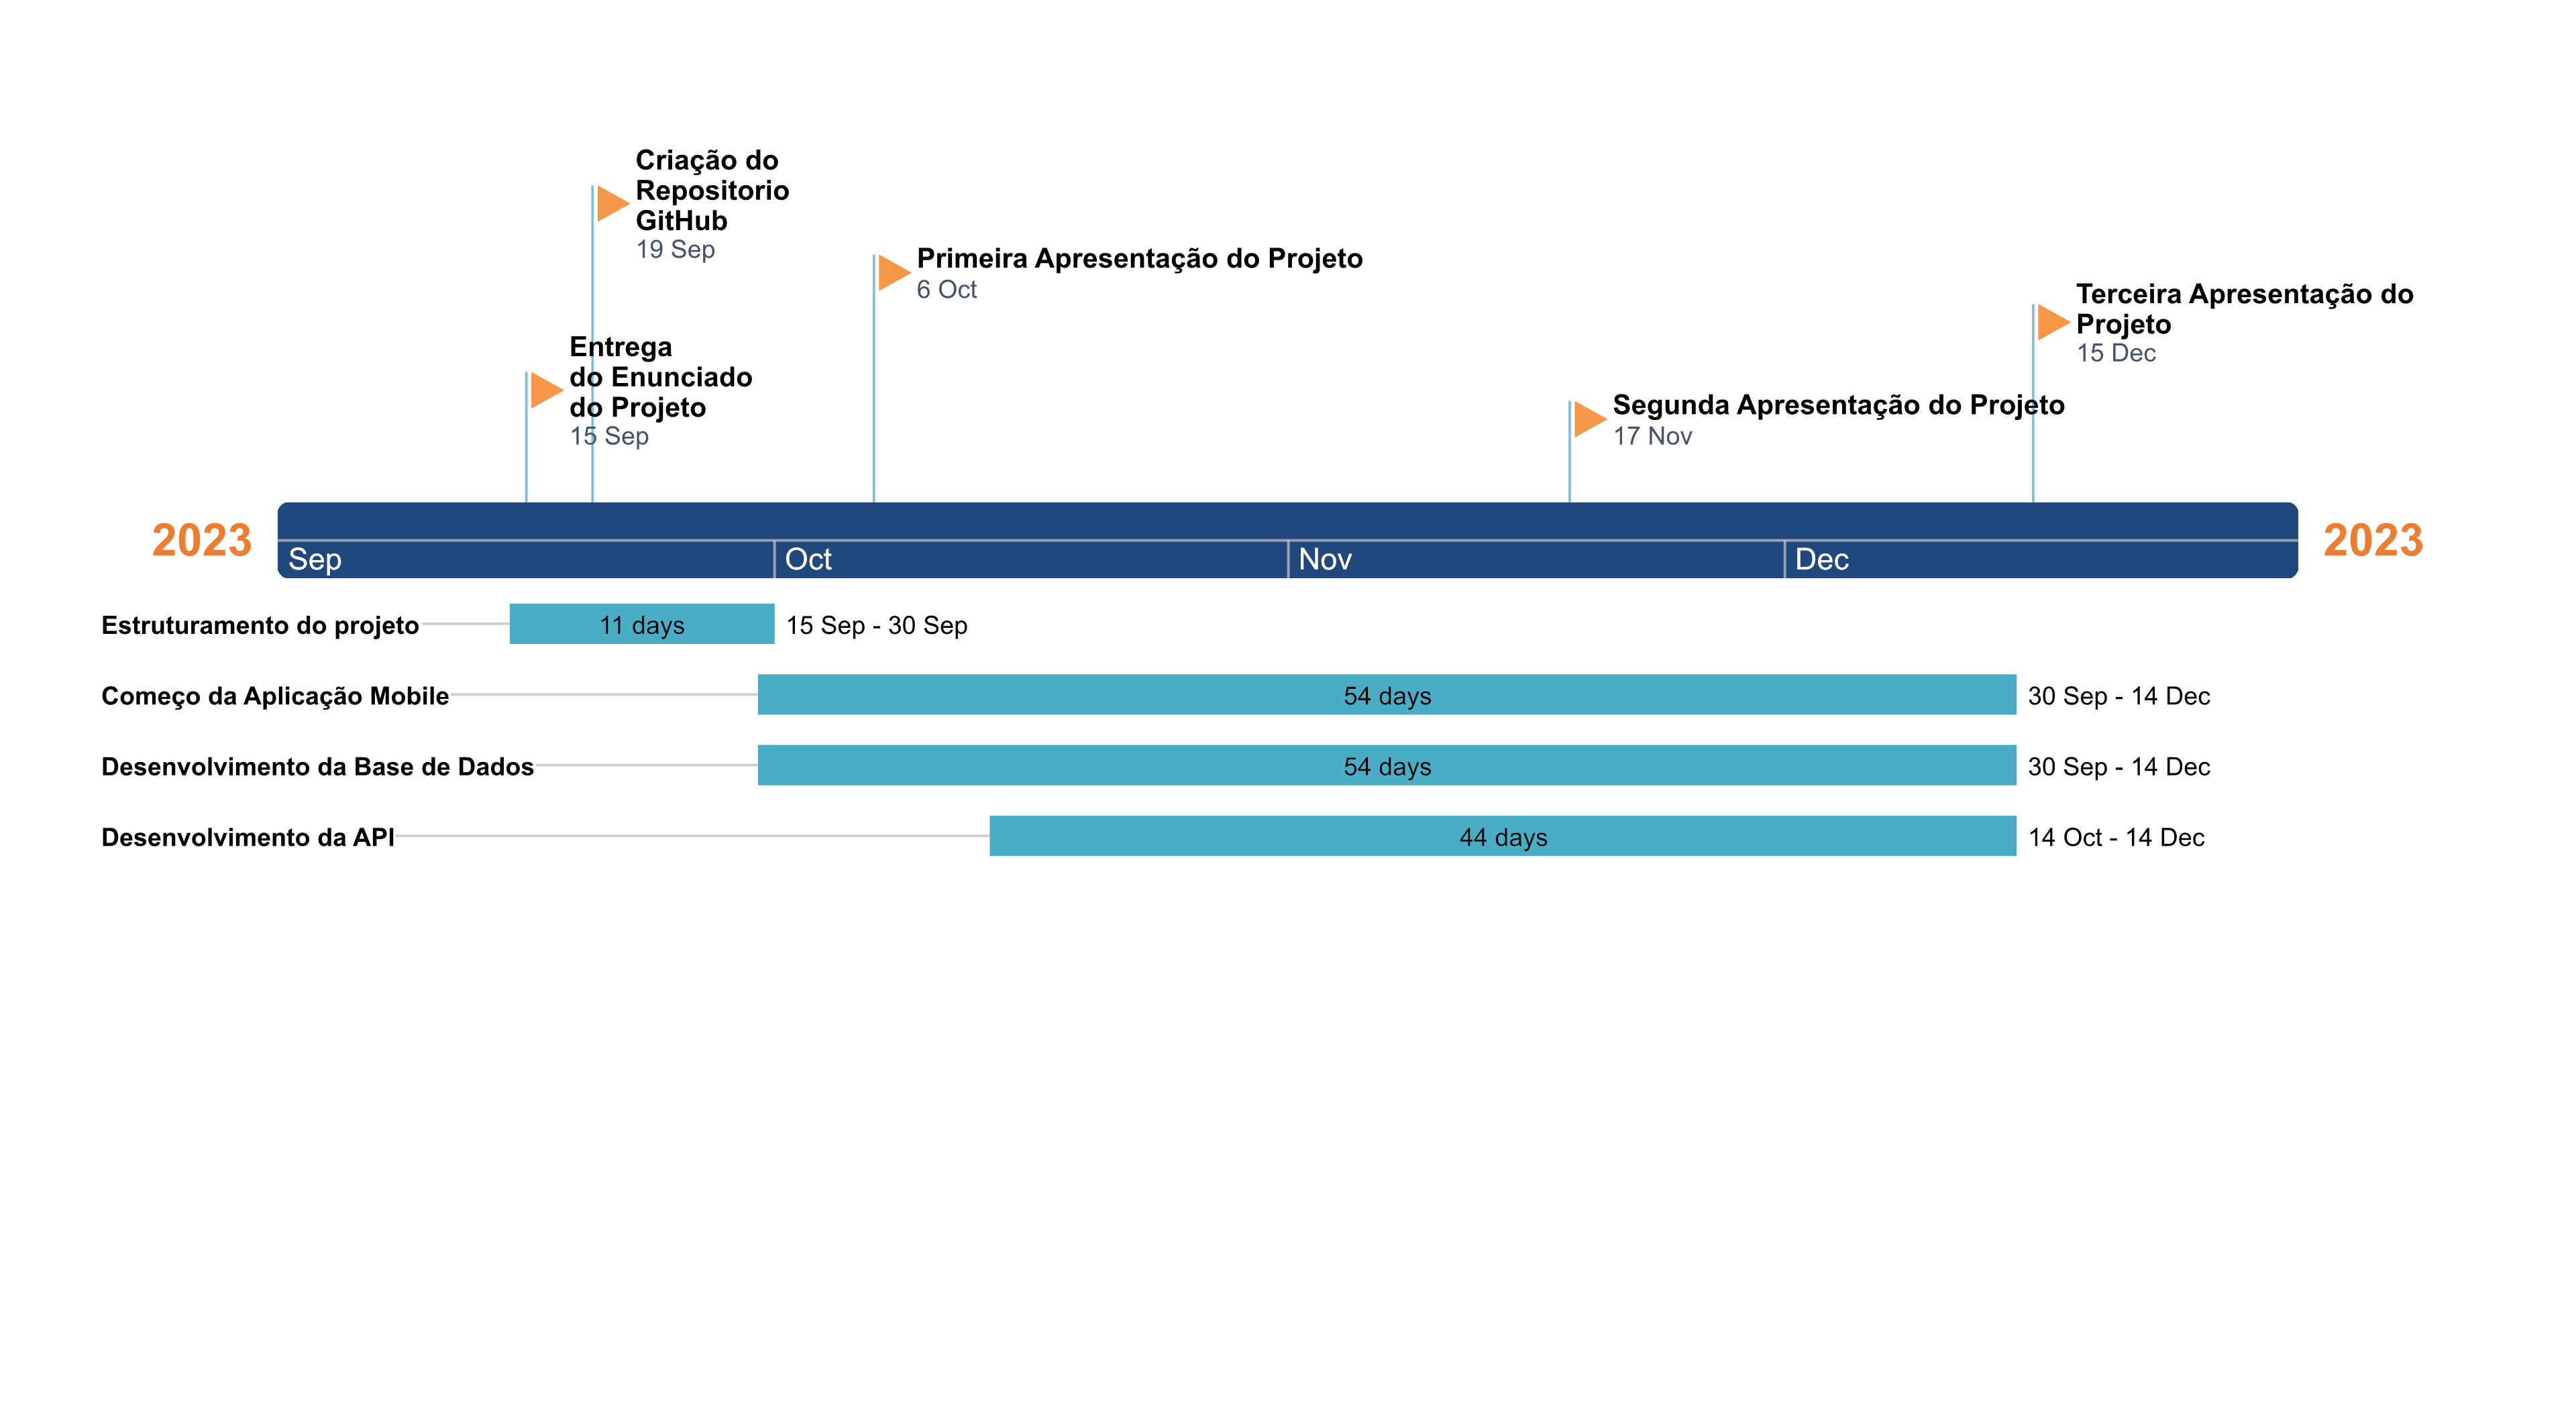 Criação do
Repositorio
GitHub
19 Sep
Primeira Apresentação do Projeto
6 Oct
Terceira Apresentação do
Projeto
15 Dec
Entrega
do Enunciado
do Projeto
15 Sep
Segunda Apresentação do Projeto
17 Nov
2023
Sep
Oct
Nov
Dec
2023
Estruturamento do projeto
11 days
15 Sep - 30 Sep
Começo da Aplicação Mobile
54 days
30 Sep - 14 Dec
Desenvolvimento da Base de Dados
54 days
30 Sep - 14 Dec
Desenvolvimento da API
44 days
14 Oct - 14 Dec